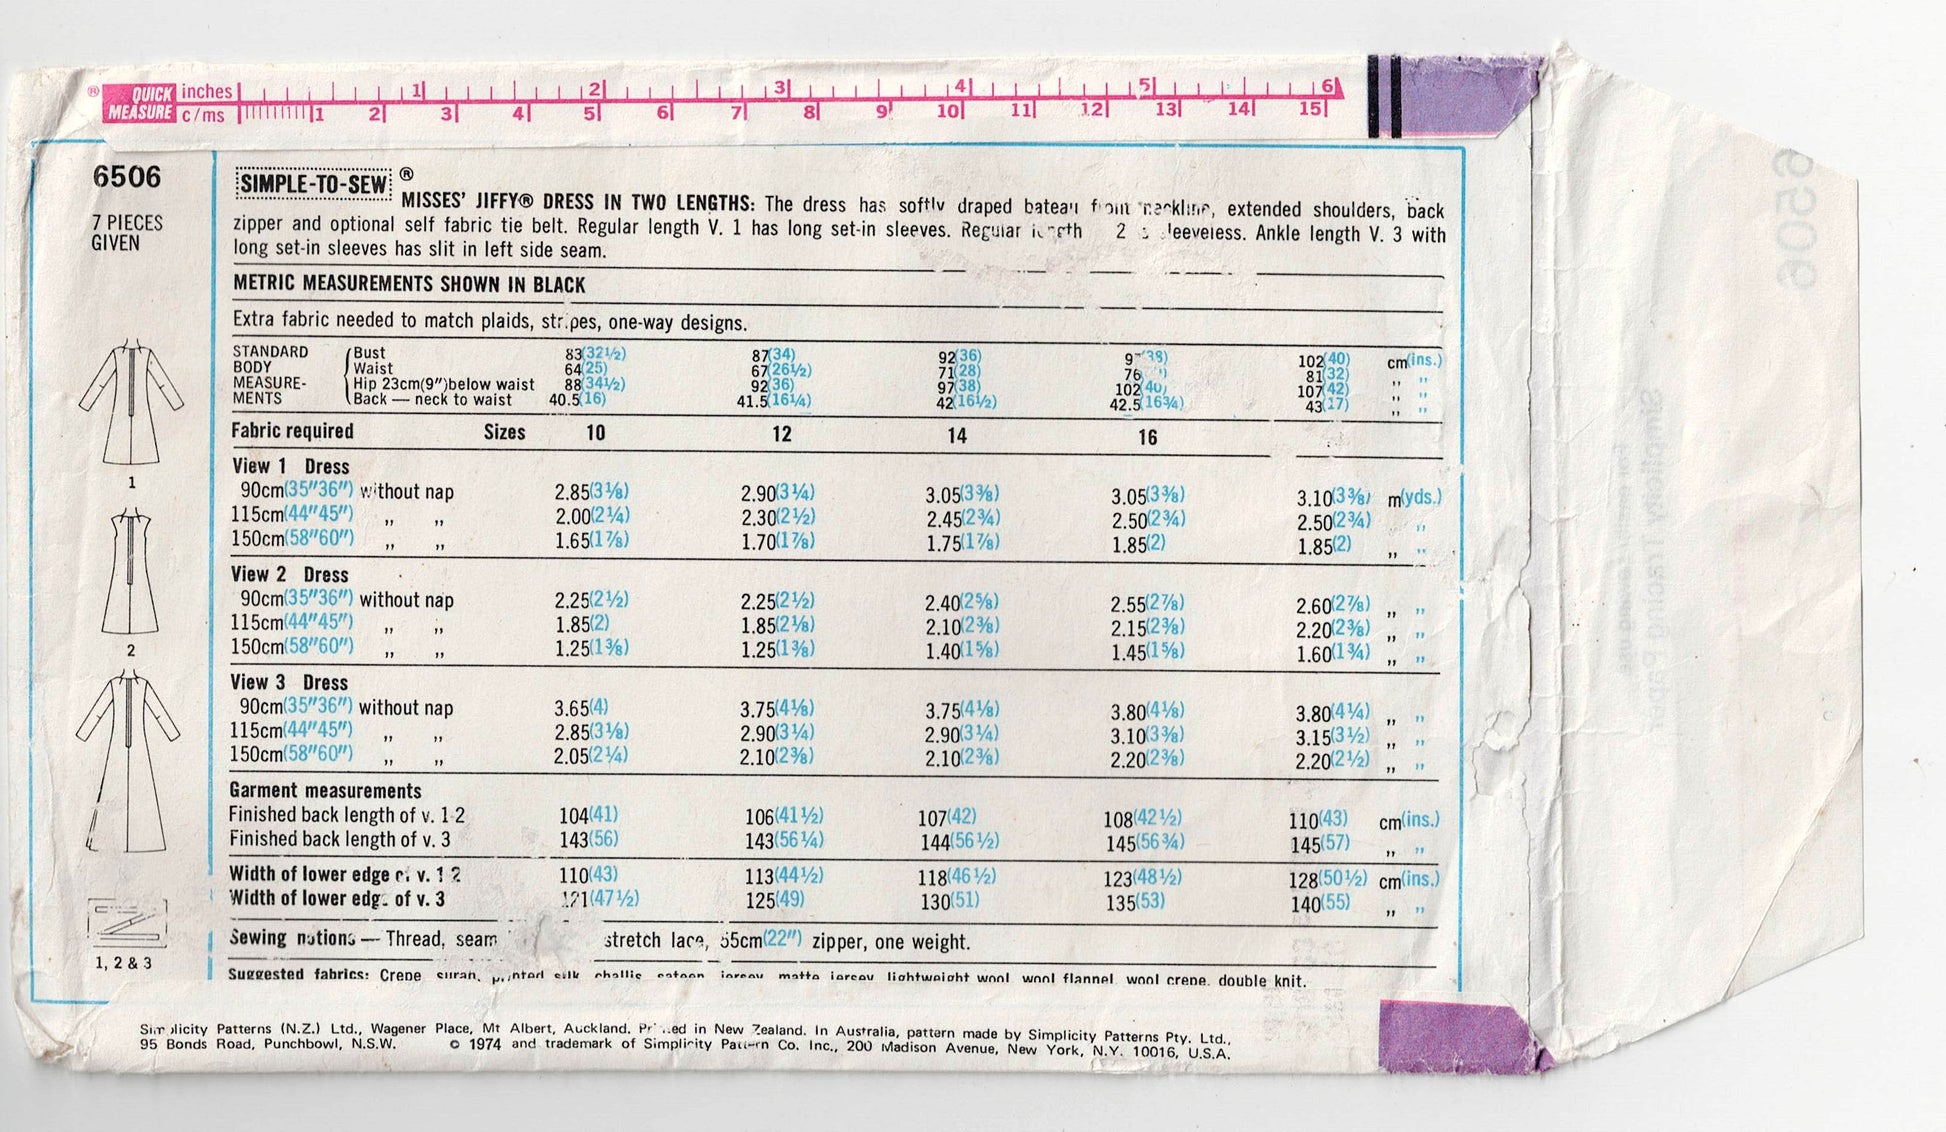 ® QUICK MEASURE inches 1 2 3 4 5 6
c/ms 1 2 3 4 5 6 7 8 9 10 11 12 13 14 15
6506
7 PIECES
GIVEN
1
2
1, 2 & 3
SIMPLE-TO-SEW ®
MISSES' JIFFY® DRESS IN TWO LENGTHS: The dress has softly draped bateau front neckline, extended shoulders, back
zipper and optional self fabric tie belt. Regular length V. 1 has long set-in sleeves. Regular length 2 sleeveless. Ankle length V. 3 with
long set-in sleeves has slit in left side seam.
METRIC MEASUREMENTS SHOWN IN BLACK
Extra fabric needed to match plaids, stripes, one-way designs.
STANDARD BODY MEASURE-MENTS
Bust 83(32½) 87(34) 92(36) (38) 102(40) cm(ins.)
Waist 64(25) 67(26½) 71(28) 76 81(32) ,, ,,
Hip 23cm(9")below waist 88(34½) 92(36) 97(38) 102(40) 107(42) ,, ,,
Back — neck to waist 40.5(16) 41.5(16¼) 42(16½) 42.5(16¾) 43(17) ,, ,,
Fabric required Sizes 10 12 14 16
View 1 Dress
90cm(35"36") without nap 2.85(3⅛) 2.90(3¼) 3.05(3⅜) 3.05(3⅜) 3.10(3⅜) m(yds.)
115cm(44"45") ,, ,, 2.00(2¼) 2.30(2½) 2.45(2¾) 2.50(2¾) 2.50(2¾) ,,
150cm(58"60") ,, ,, 1.65(1⅞) 1.70(1⅞) 1.75(1⅞) 1.85(2) 1.85(2) ,, ,,
View 2 Dress
90cm(35"36") without nap 2.25(2½) 2.25(2½) 2.40(2⅝) 2.55(2⅞) 2.60(2⅞) ,, ,,
115cm(44"45") ,, ,, 1.85(2) 1.85(2⅛) 2.10(2⅜) 2.15(2⅜) 2.20(2⅜) ,, ,,
150cm(58"60") ,, ,, 1.25(1⅜) 1.25(1⅜) 1.40(1⅝) 1.45(1⅝) 1.60(1¾) ,, ,,
View 3 Dress
90cm(35"36") without nap 3.65(4) 3.75(4⅛) 3.75(4⅛) 3.80(4⅛) 3.80(4¼) ,, ,,
115cm(44"45") ,, ,, 2.85(3⅛) 2.90(3¼) 2.90(3¼) 3.10(3⅜) 3.15(3½) ,, ,,
150cm(58"60") ,, ,, 2.05(2¼) 2.10(2⅜) 2.10(2⅜) 2.20(2⅜) 2.20(2½) ,, ,,
Garment measurements
Finished back length of v. 1-2 104(41) 106(41½) 107(42) 108(42½) 110(43) cm(ins.)
Finished back length of v. 3 143(56) 143(56¼) 144(56½) 145(56¾) 145(57) ,, ,,
Width of lower edge of v. 1 2 110(43) 113(44½) 118(46½) 123(48½) 128(50½) cm(ins.)
Width of lower edge of v. 3 121(47½) 125(49) 130(51) 135(53) 140(55) ,, ,,
Sewing notions — Thread, seam stretch lace, 55cm(22") zipper, one weight.
Suggested fabrics: Crepe surah, printed silk challis sateen jersey matte jersey lightweight wool wool flannel wool crepe. double knit.
Simplicity Patterns (N.Z.) Ltd., Wagener Place, Mt Albert, Auckland. Printed in New Zealand. In Australia, pattern made by Simplicity Patterns Pty. Ltd.,
95 Bonds Road, Punchbowl, N.S.W. © 1974 and trademark of Simplicity Pattern Co. Inc., 200 Madison Avenue, New York, N.Y. 10016, U.S.A.
6506